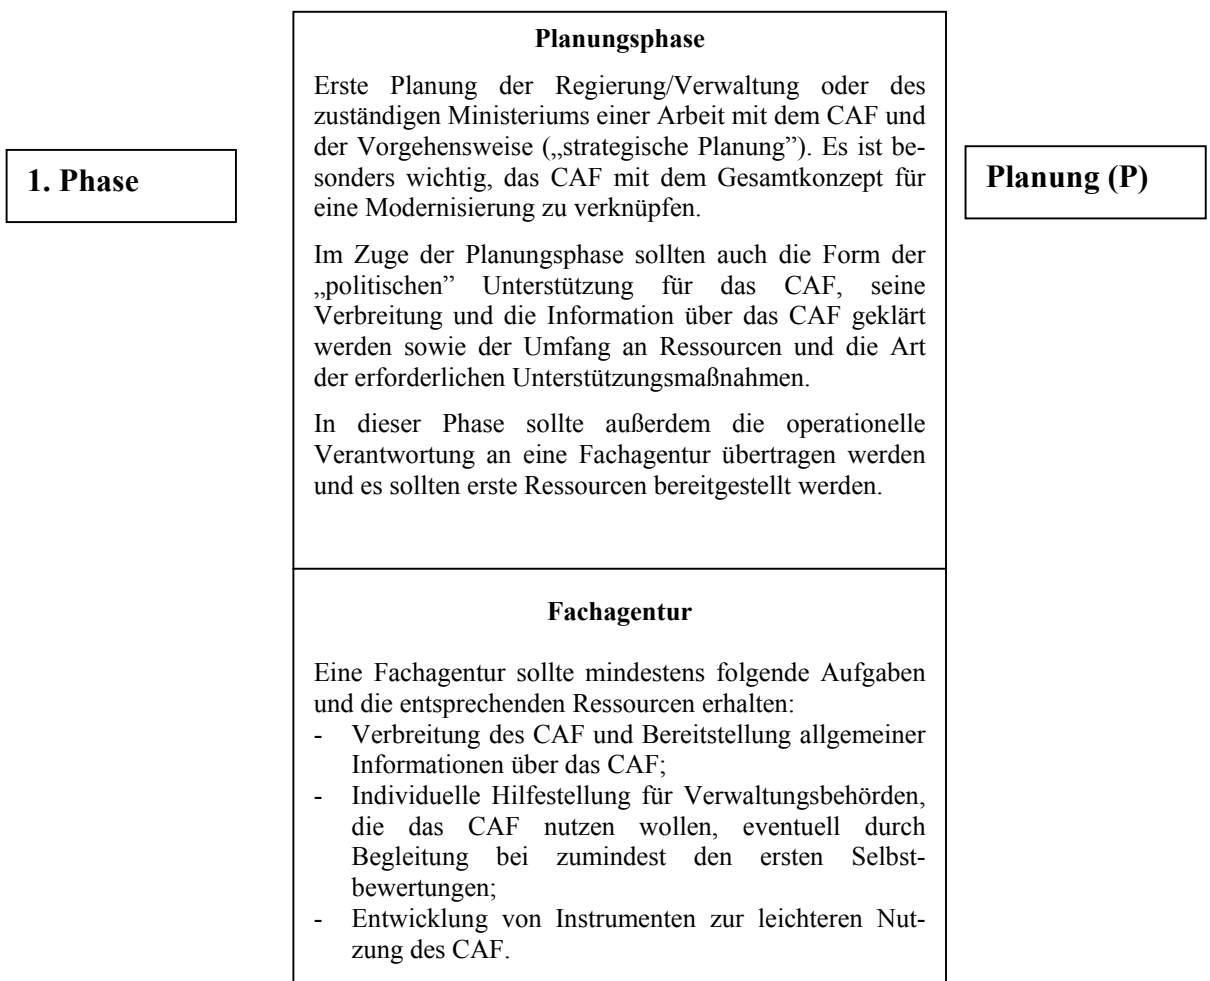 Planungsphase
Erste Planung der Regierung/Verwaltung oder des
zuständigen Ministeriums einer Arbeit mit dem CAF und
der Vorgehensweise („strategische Planung”). Es ist be-
sonders wichtig, das CAF mit dem Gesamtkonzept für
eine Modernisierung zu verknüpfen.
1. Phase
Planung (P)
Im Zuge der Planungsphase sollten auch die Form der
„politischen” Unterstützung für das CAF, seine
Verbreitung und die Information über das CAF geklärt
werden sowie der Umfang an Ressourcen und die Art
der erforderlichen Unterstützungsmaßnahmen.
In dieser Phase sollte außerdem die operationelle
Verantwortung an eine Fachagentur übertragen werden
und es sollten erste Ressourcen bereitgestellt werden.
Fachagentur
Eine Fachagentur sollte mindestens folgende Aufgaben
und die entsprechenden Ressourcen erhalten:
- Verbreitung des CAF und Bereitstellung allgemeiner
Informationen über das CAF;
- Individuelle Hilfestellung für Verwaltungsbehörden,
die das CAF nutzen wollen, eventuell durch
Begleitung bei zumindest den ersten Selbst-
bewertungen;
- Entwicklung von Instrumenten zur leichteren Nut-
zung des CAF.